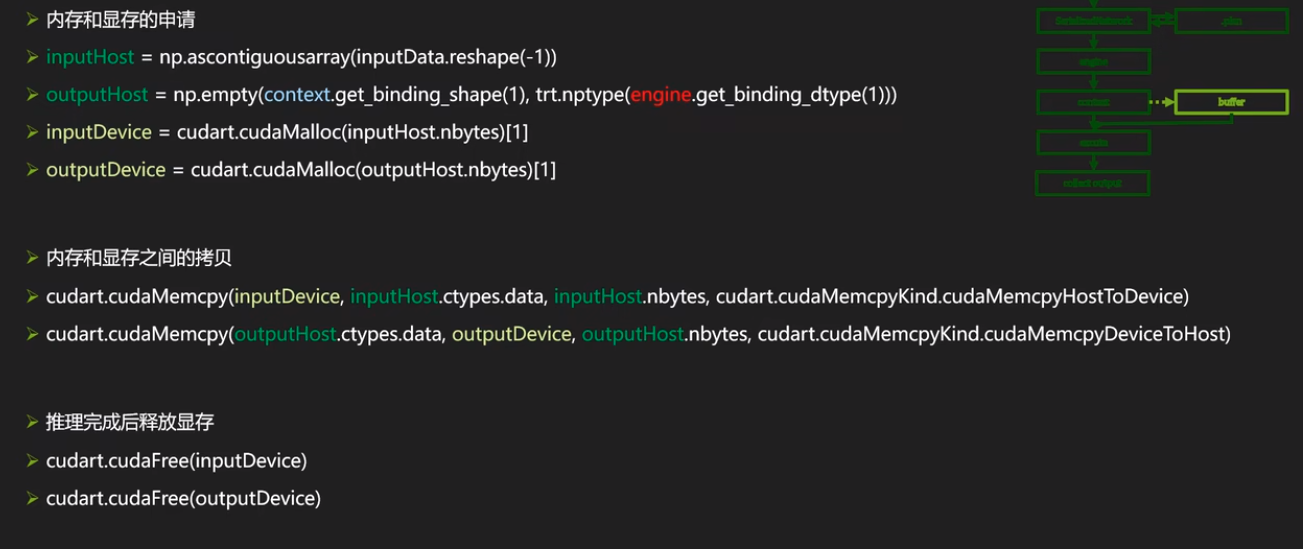 内存和显存的申请
inputHost = np.ascontiguousarray(inputData.reshape(-1))
outputHost = np.empty(context.get_binding_shape(1), trt.nptype(engine.get_binding_dtype(1)))
inputDevice = cudart.cudaMalloc(inputHost.nbytes)[1]
outputDevice = cudart.cudaMalloc(outputHost.nbytes)[1]
内存和显存之间的拷贝
cudart.cudaMemcpy(inputDevice, inputHost.ctypes.data, inputHost.nbytes, cudart.cudaMemcpyKind.cudaMemcpyHostToDevice)
cudart.cudaMemcpy(outputHost.ctypes.data, outputDevice, outputHost.nbytes, cudart.cudaMemcpyKind.cudaMemcpyDeviceToHost)
推理完成后释放显存
cudart.cudaFree(inputDevice)
cudart.cudaFree(outputDevice)
.plan
engine
context
buffer
execute
collect output